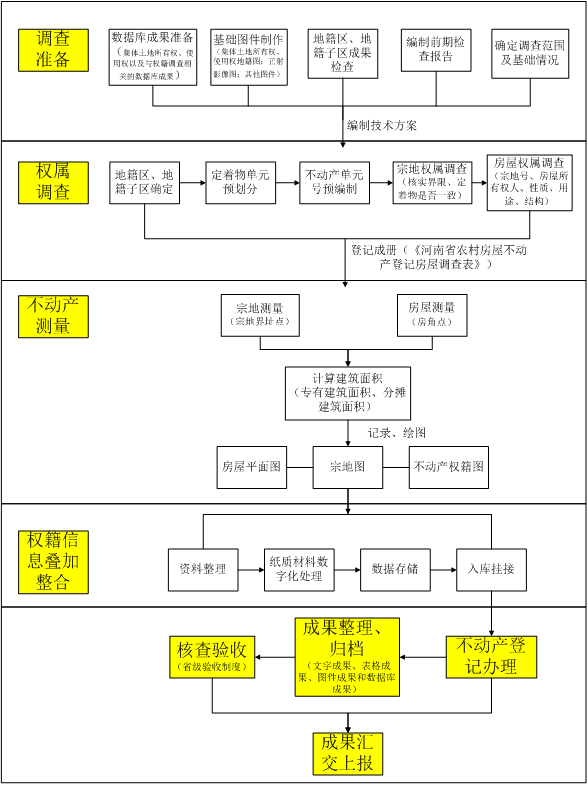 调查
准备
数据库成果准备
（集体土地所有权、使
用权以及与权籍调查相
关的数据库成果）
基础图件制作
（集体土地所有权、
使用权地籍图；正射
影像图；其他图件）
地籍区、地
籍子区成果
检查
编制前期检
查报告
确定调查范围
及基础情况
编制技术方案
权属
调查
地籍区、地
籍子区确定
定着物单元
预划分
不动产单元
号预编制
宗地权属调查
（核实界限、定
着物是否一致）
房屋权属调查
（宗地号、房屋所
有权人、性质、用
途、结构）
登记成册（《河南省农村房屋不动
产登记房屋调查表》）
不动产
测量
宗地测量
（宗地界址点）
房屋测量
（房角点）
计算建筑面积
（专有建筑面积、分摊
建筑面积）
记录、绘图
房屋平面图
宗地图
不动产权籍图
权籍信
息叠加
整合
资料整理
纸质材料数
字化处理
数据存储
入库挂接
核查验收
（省级验收制度）
成果整理、
归档
（文字成果、表格成
果、图件成果和数据库
成果）
不动产登
记办理
成果汇
交上报